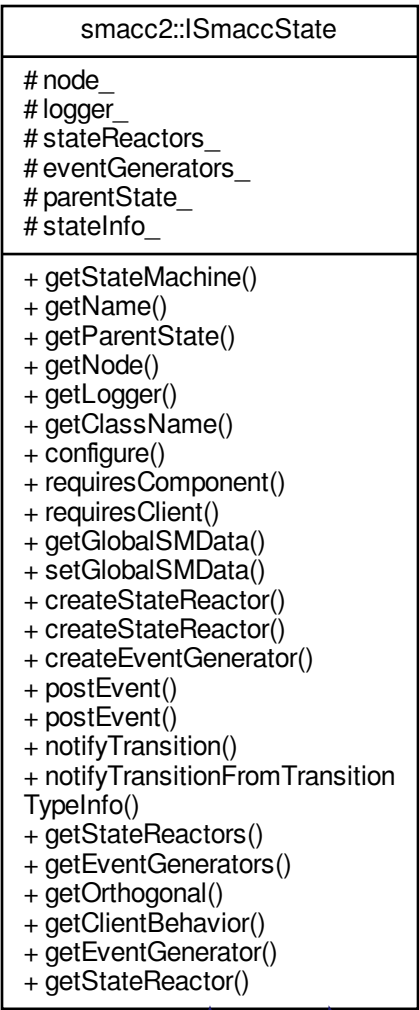 smacc2::ISmaccState
# node_
# logger_
# stateReactors_
# eventGenerators_
# parentState_
# stateInfo_
+ getStateMachine()
+ getName()
+ getParentState()
+ getNode()
+ getLogger()
+ getClassName()
+ configure()
+ requiresComponent()
+ requiresClient()
+ getGlobalSMData()
+ setGlobalSMData()
+ createStateReactor()
+ createStateReactor()
+ createEventGenerator()
+ postEvent()
+ postEvent()
+ notifyTransition()
+ notifyTransitionFromTransition
TypeInfo()
+ getStateReactors()
+ getEventGenerators()
+ getOrthogonal()
+ getClientBehavior()
+ getEventGenerator()
+ getStateReactor()